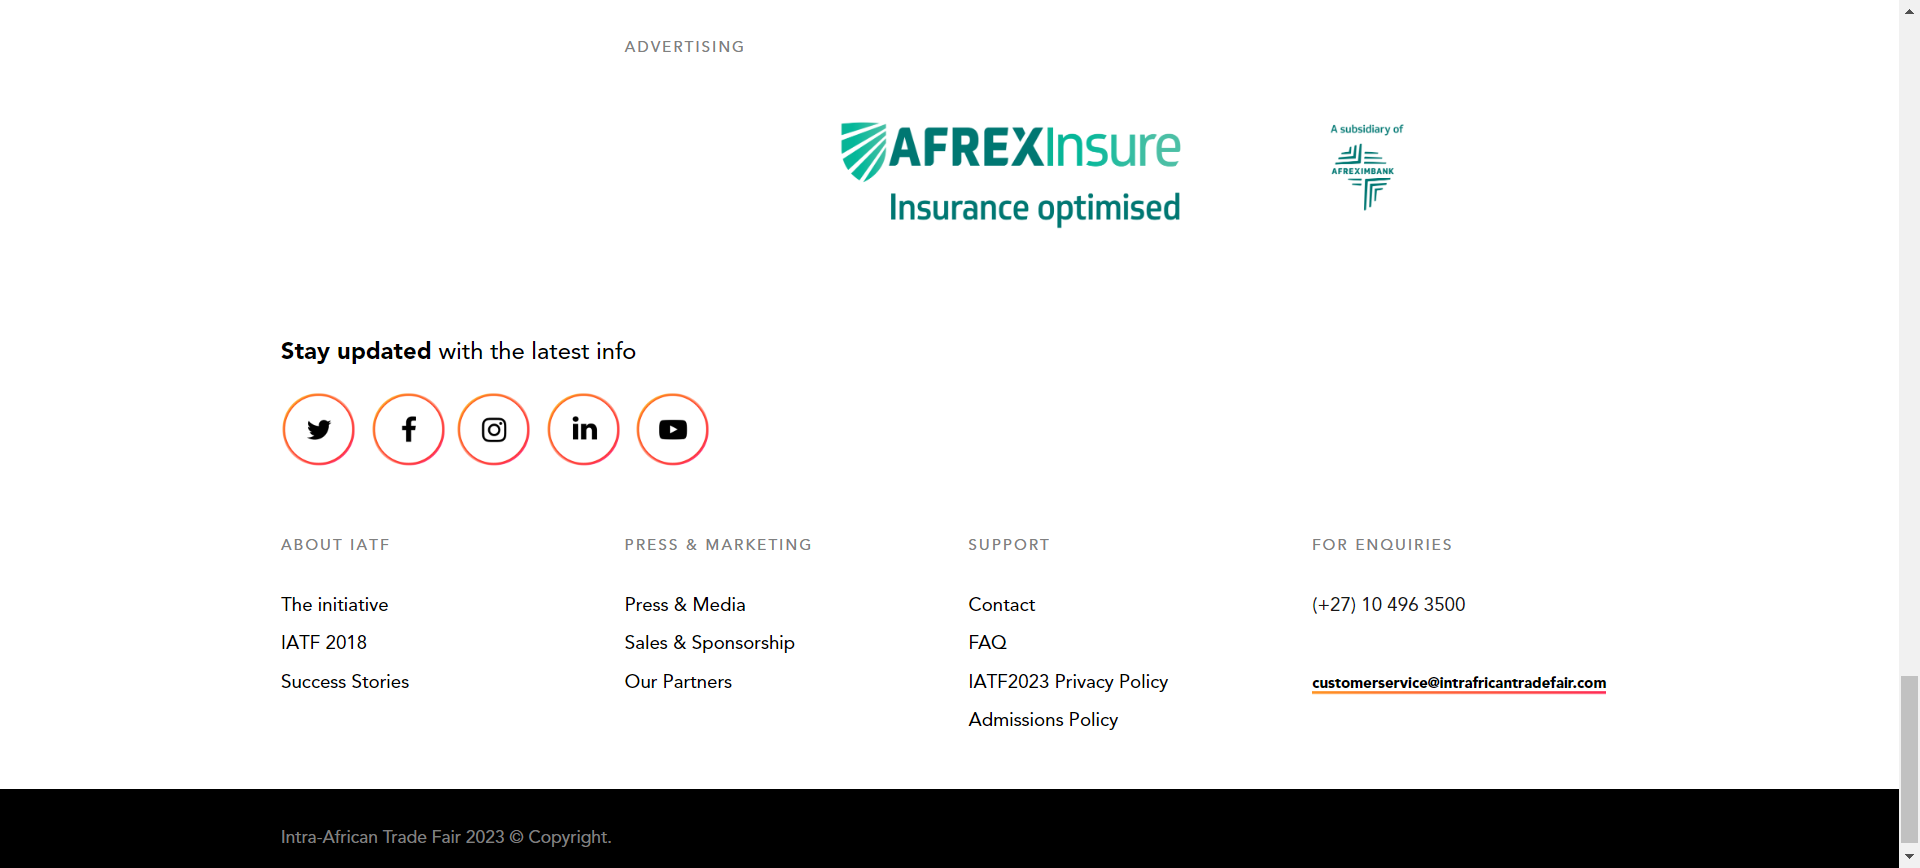 ADVERTISING
AFREXInsure
Insurance optimised
A subsidiary of
AFREXIMBANK
Stay updated with the latest info
ABOUT IATF
The initiative
IATF 2018
Success Stories
PRESS & MARKETING
Press & Media
Sales & Sponsorship
Our Partners
SUPPORT
Contact
FAQ
IATF2023 Privacy Policy
Admissions Policy
FOR ENQUIRIES
(+27) 10 496 3500
customerservice@intrafricantradefair.com
Intra-African Trade Fair 2023 © Copyright.